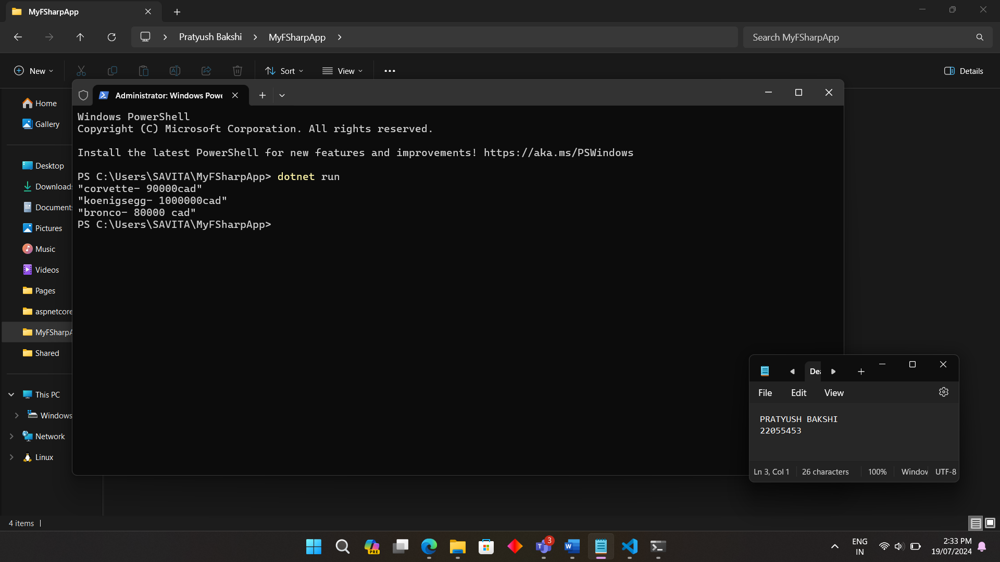 MyFSharpApp
Pratyush Bakshi
MyFSharpApp
Search MyFSharpApp
New
Sort
View
Details
Administrator: Windows Powe
Home
Gallery
Desktop
Downloads
Document
Pictures
Music
Videos
Pages
aspnetcore
MyFSharpA
Shared
This PC
Windows
Network
Linux
Windows PowerShell
Copyright (C) Microsoft Corporation. All rights reserved.
Install the latest PowerShell for new features and improvements! https://aka.ms/PSWindows
PS C:\Users\SAVITA\MyFSharpApp> dotnet run
"corvette- 90000cad"
"koenigsegg- 1000000cad"
"bronco- 80000 cad"
PS C:\Users\SAVITA\MyFSharpApp>
Dea
File Edit View
PRATYUSH BAKSHI
22055453
Ln 3, Col 1 26 characters 100% Window UTF-8
4 items
PRE
3
ENG
IN
2:33 PM
19/07/2024